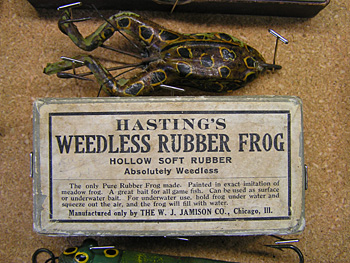 HASTING'S
WEEDLESS RUBBER FROG
HOLLOW SOFT RUBBER
Absolutely Weedless
The only Pure Rubber Frog made. Painted in exact imitation of
meadow frog. A great bait for all game fish. Can be used as surface
or underwater bait. For underwater use, hold frog under water and
squeeze out the air, and the frog will fill with water.
Manufactured only by THE W. J. JAMISON CO., Chicago, Ill.